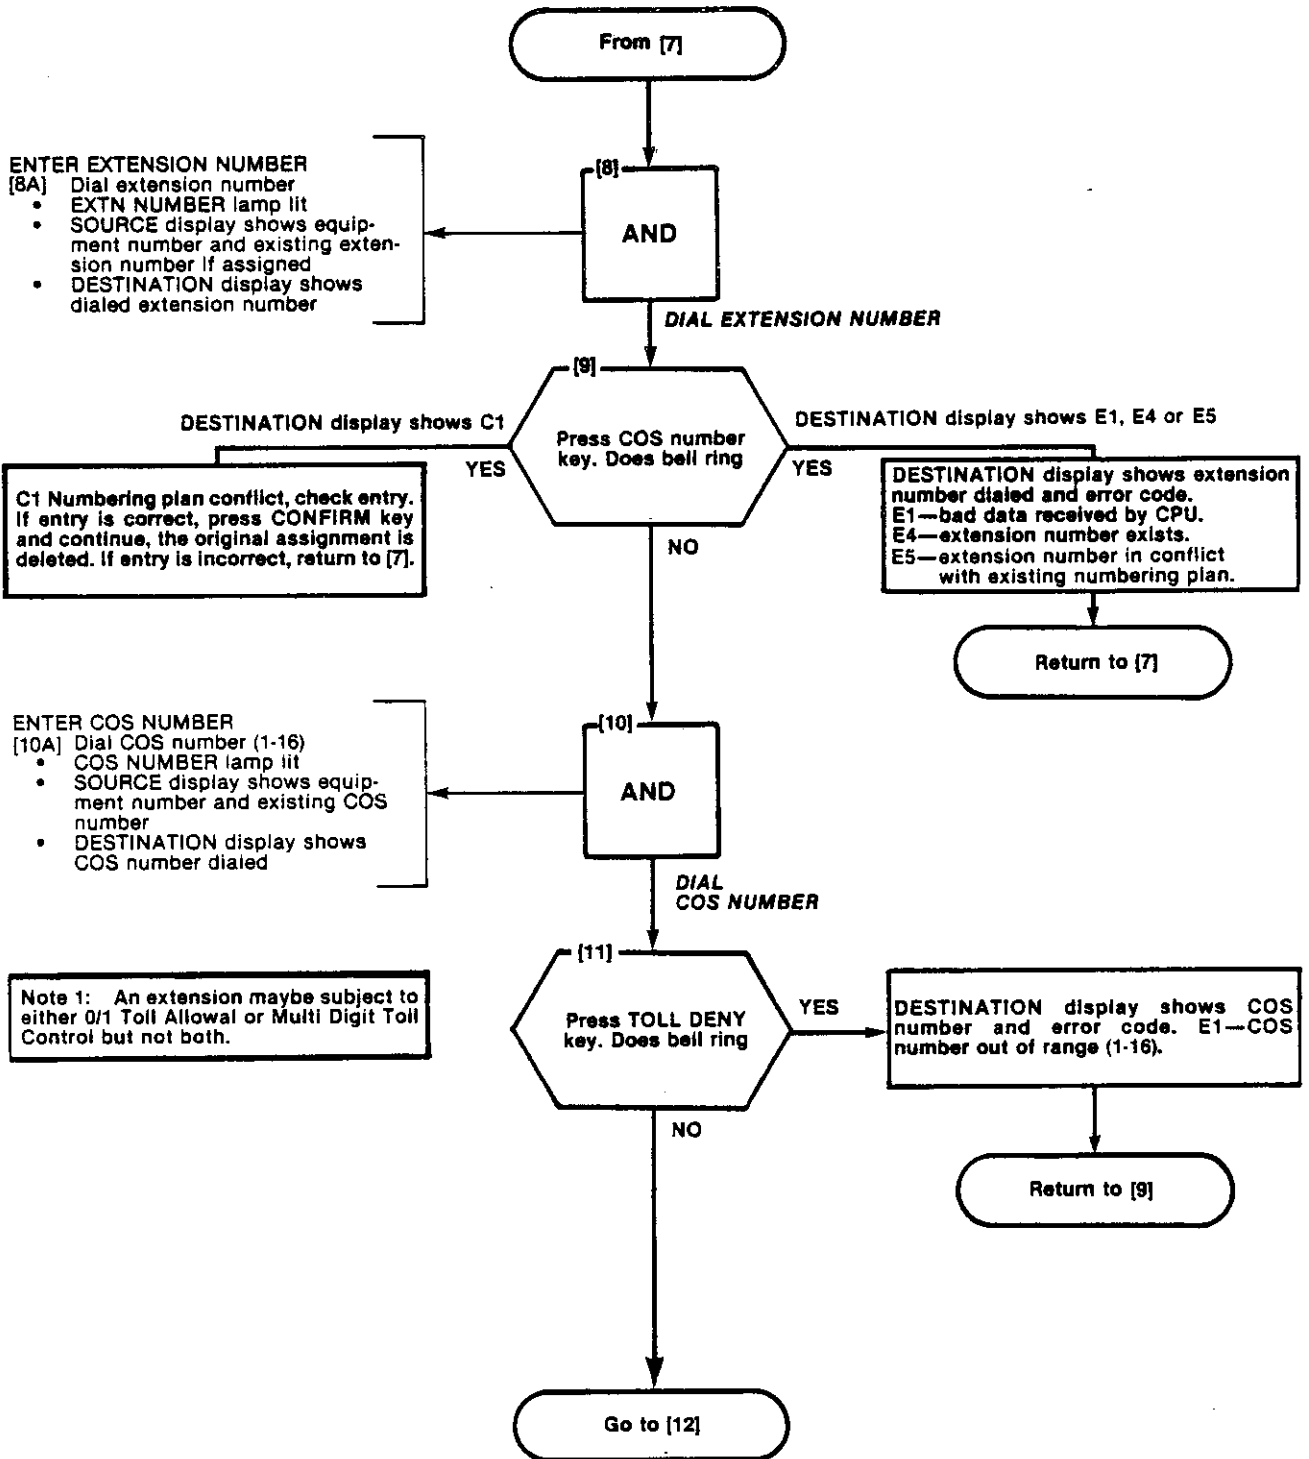 From [7]
ENTER EXTENSION NUMBER
[8A] Dial extension number
• EXTN NUMBER lamp lit
• SOURCE display shows equip-
ment number and existing exten-
sion number if assigned
• DESTINATION display shows
dialed extension number
[8]
AND
DIAL EXTENSION NUMBER
[9]
Press COS number
key. Does bell ring
DESTINATION display shows C1
YES
C1 Numbering plan conflict, check entry.
If entry is correct, press CONFIRM key
and continue, the original assignment is
deleted. If entry is incorrect, return to [7].
DESTINATION display shows E1, E4 or E5
YES
DESTINATION display shows extension
number dialed and error code.
E1—bad data received by CPU.
E4—extension number exists.
E5—extension number in conflict
with existing numbering plan.
Return to [7]
NO
ENTER COS NUMBER
[10A] Dial COS number (1-16)
• COS NUMBER lamp lit
• SOURCE display shows equip-
ment number and existing COS
number
• DESTINATION display shows
COS number dialed
[10]
AND
DIAL
COS NUMBER
Note 1: An extension maybe subject to
either 0/1 Toll Allowal or Multi Digit Toll
Control but not both.
[11]
Press TOLL DENY
key. Does bell ring
YES
DESTINATION display shows COS
number and error code. E1—COS
number out of range (1-16).
Return to [9]
NO
Go to [12]